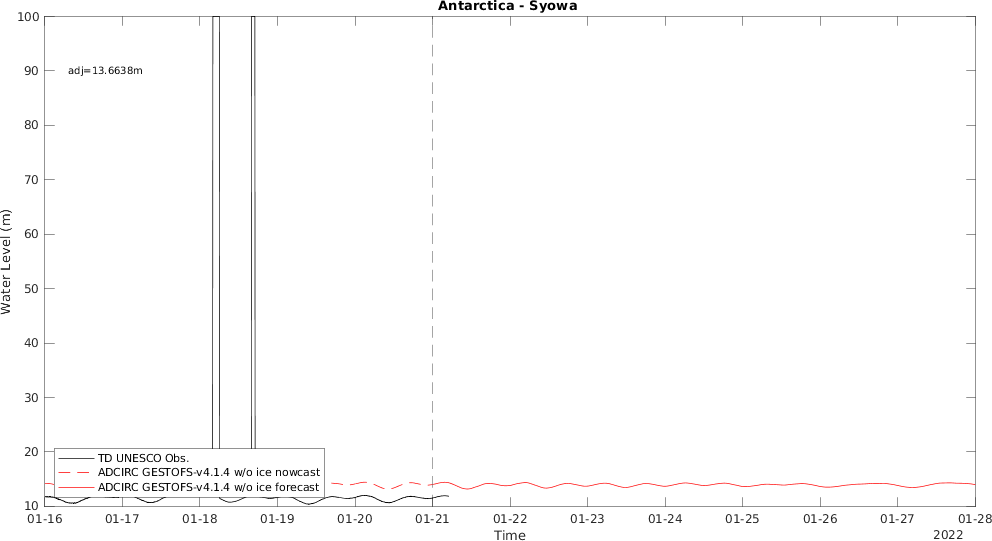 Antarctica - Syowa
100
90
80
70
60
50
40
30
20
10
Water Level (m)
adj=13.6638m
TD UNESCO Obs.
ADCIRC GESTOFS-v4.1.4 w/o ice nowcast
ADCIRC GESTOFS-v4.1.4 w/o ice forecast
01-16 01-17 01-18 01-19 01-20 01-21 01-22 01-23 01-24 01-25 01-26 01-27 01-28
Time
2022